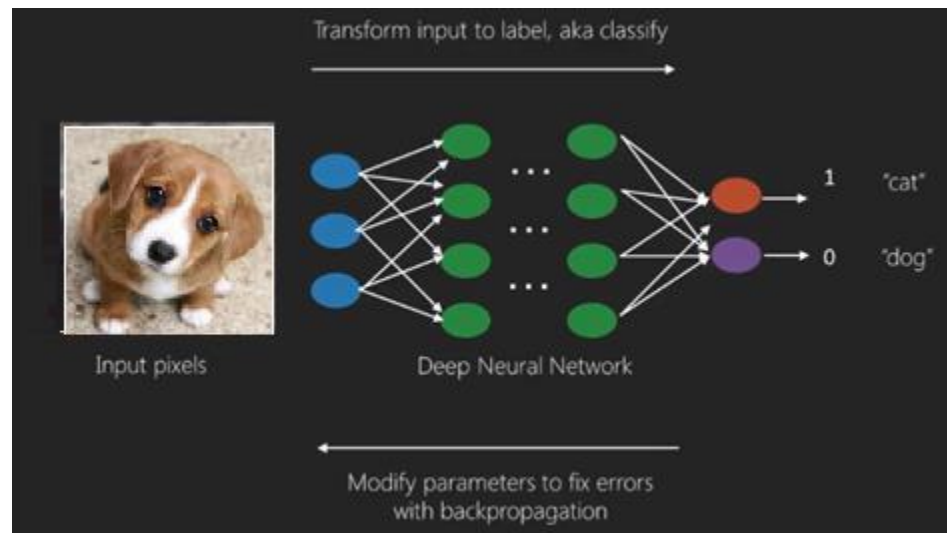 Transform input to label, aka classify
1 "cat"
0 "dog"
Input pixels
Deep Neural Network
Modify parameters to fix errors
with backpropagation